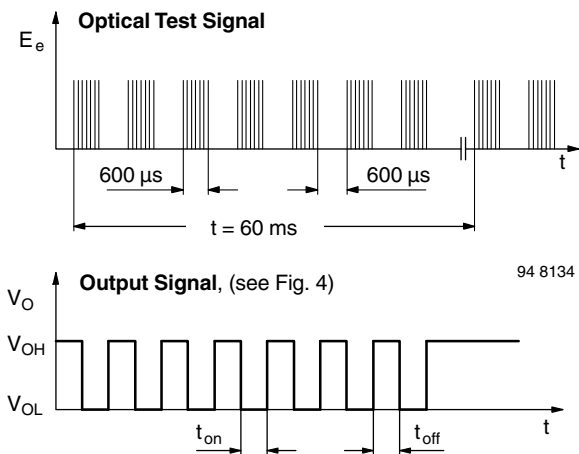 Optical Test Signal
E e
t
600 µs
600 µs
t = 60 ms
94 8134
Output Signal, (see Fig. 4)
V O
V OH
V OL
t on
t off
t